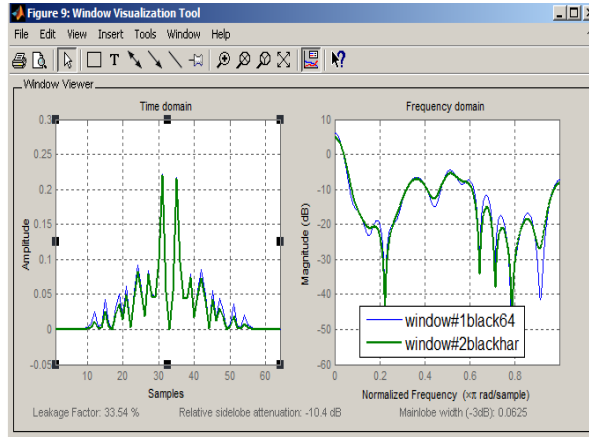 Figure 9: Window Visualization Tool
File Edit View Insert Tools Window Help
Window Viewer
Time domain
0.3
0.25
0.2
0.15
0.1
0.05
0
-0.05
Amplitude
10 20 30 40 50 60
Samples
Frequency domain
10
0
-10
-20
-30
-40
-50
-60
Magnitude (dB)
window#1black64
window#2blackhar
0 0.2 0.4 0.6 0.8
Normalized Frequency (×π rad/sample)
Leakage Factor: 33.54 % Relative sidelobe attenuation: -10.4 dB Mainlobe width (-3dB): 0.0625